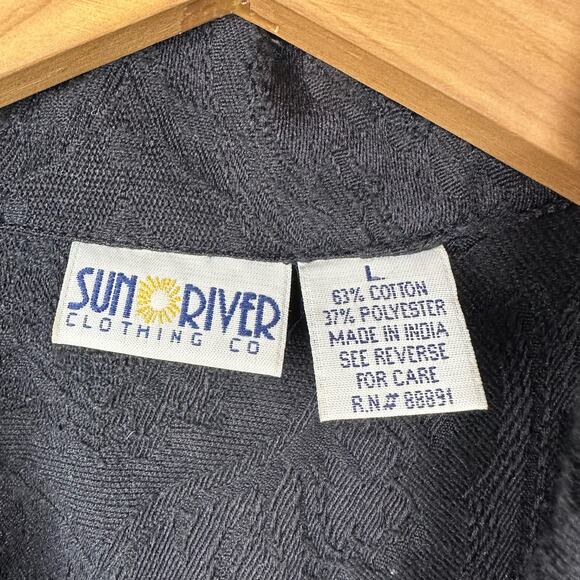 SUN RIVER
CLOTHING CO
L
63% COTTON
37% POLYESTER
MADE IN INDIA
SEE REVERSE
FOR CARE
R.N.# 88891